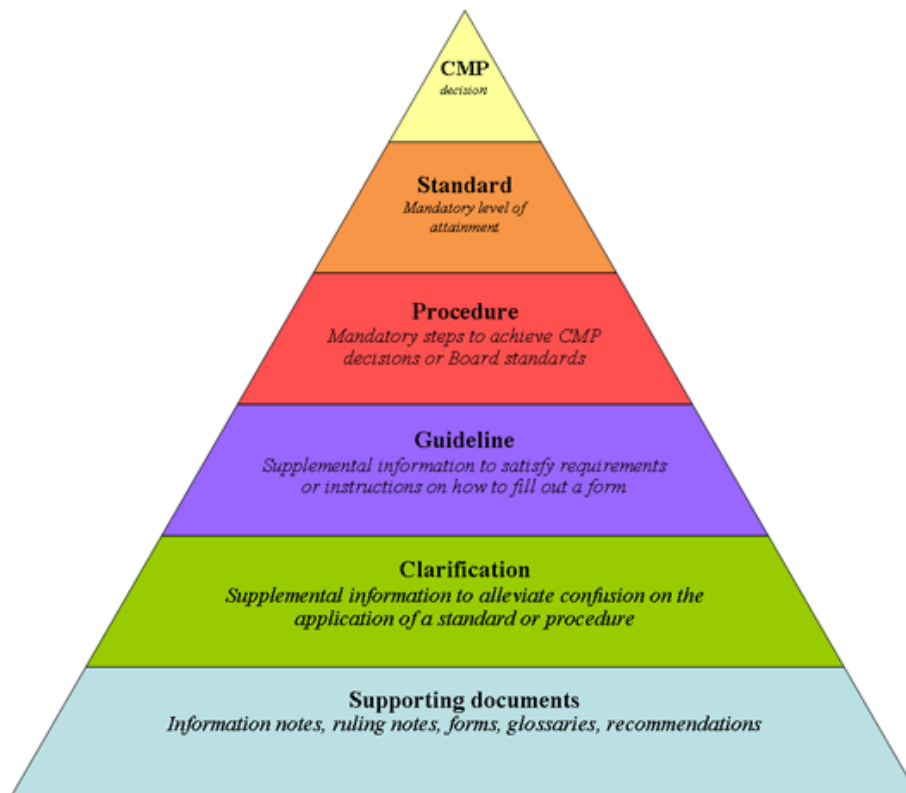 CMP
decision
Standard
Mandatory level of
attainment
Procedure
Mandatory steps to achieve CMP
decisions or Board standards
Guideline
Supplemental information to satisfy requirements
or instructions on how to fill out a form
Clarification
Supplemental information to alleviate confusion on the
application of a standard or procedure
Supporting documents
Information notes, ruling notes, forms, glossaries, recommendations